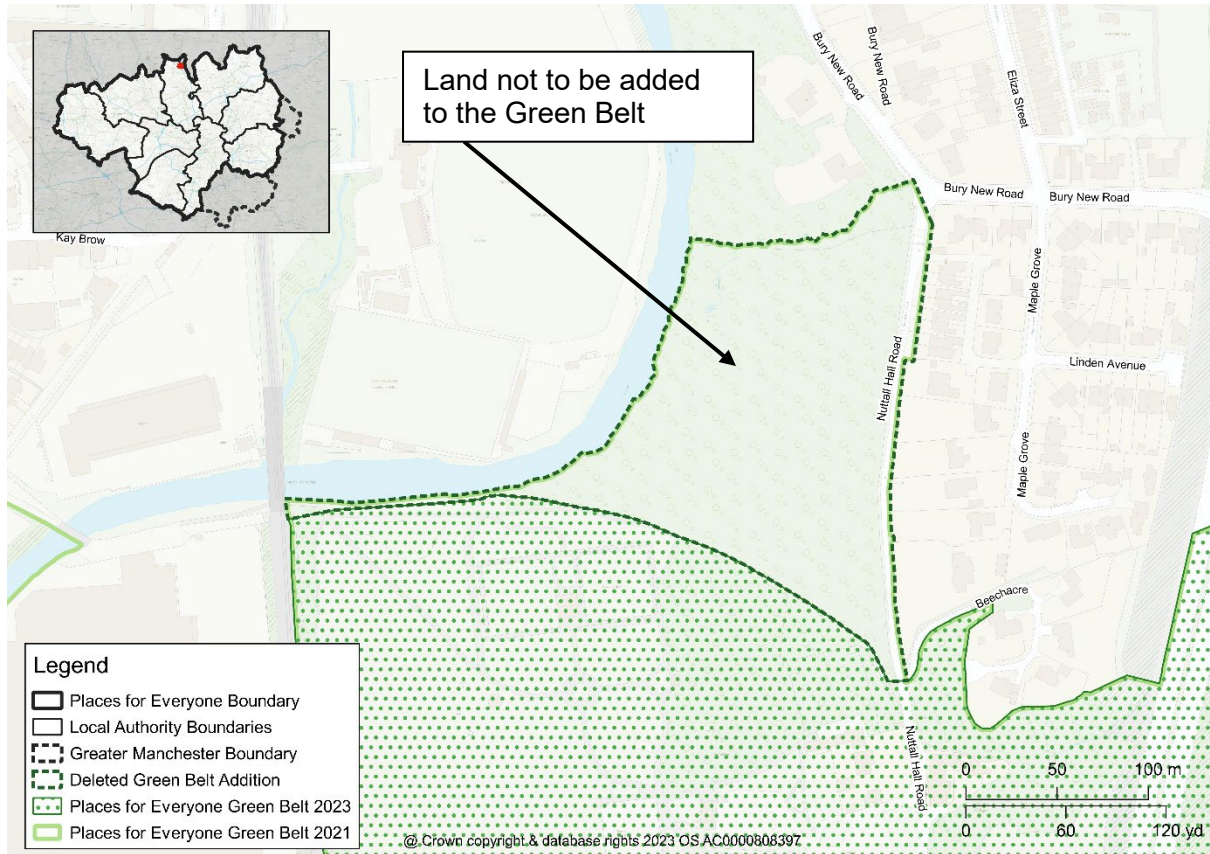 Land not to be added
to the Green Belt
Bury New Road
Bury New Road
Eliza Street
Bury New Road
Bury New Road
Kay Brow
Maple Grove
Linden Avenue
Nuttall Hall Road
Maple Grove
Beechacre
Nuttall Hall Road
Legend
Places for Everyone Boundary
Local Authority Boundaries
Greater Manchester Boundary
Deleted Green Belt Addition
Places for Everyone Green Belt 2023
Places for Everyone Green Belt 2021
0 50 100 m
0 60 120 yd
@ Crown copyright & database rights 2023 OS AC0000808397